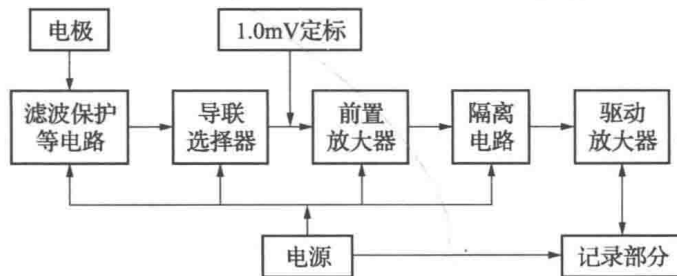 电极
1.0mV定标
滤波保护
等电路
导联
选择器
前置
放大器
隔离
电路
驱动
放大器
电源
记录部分